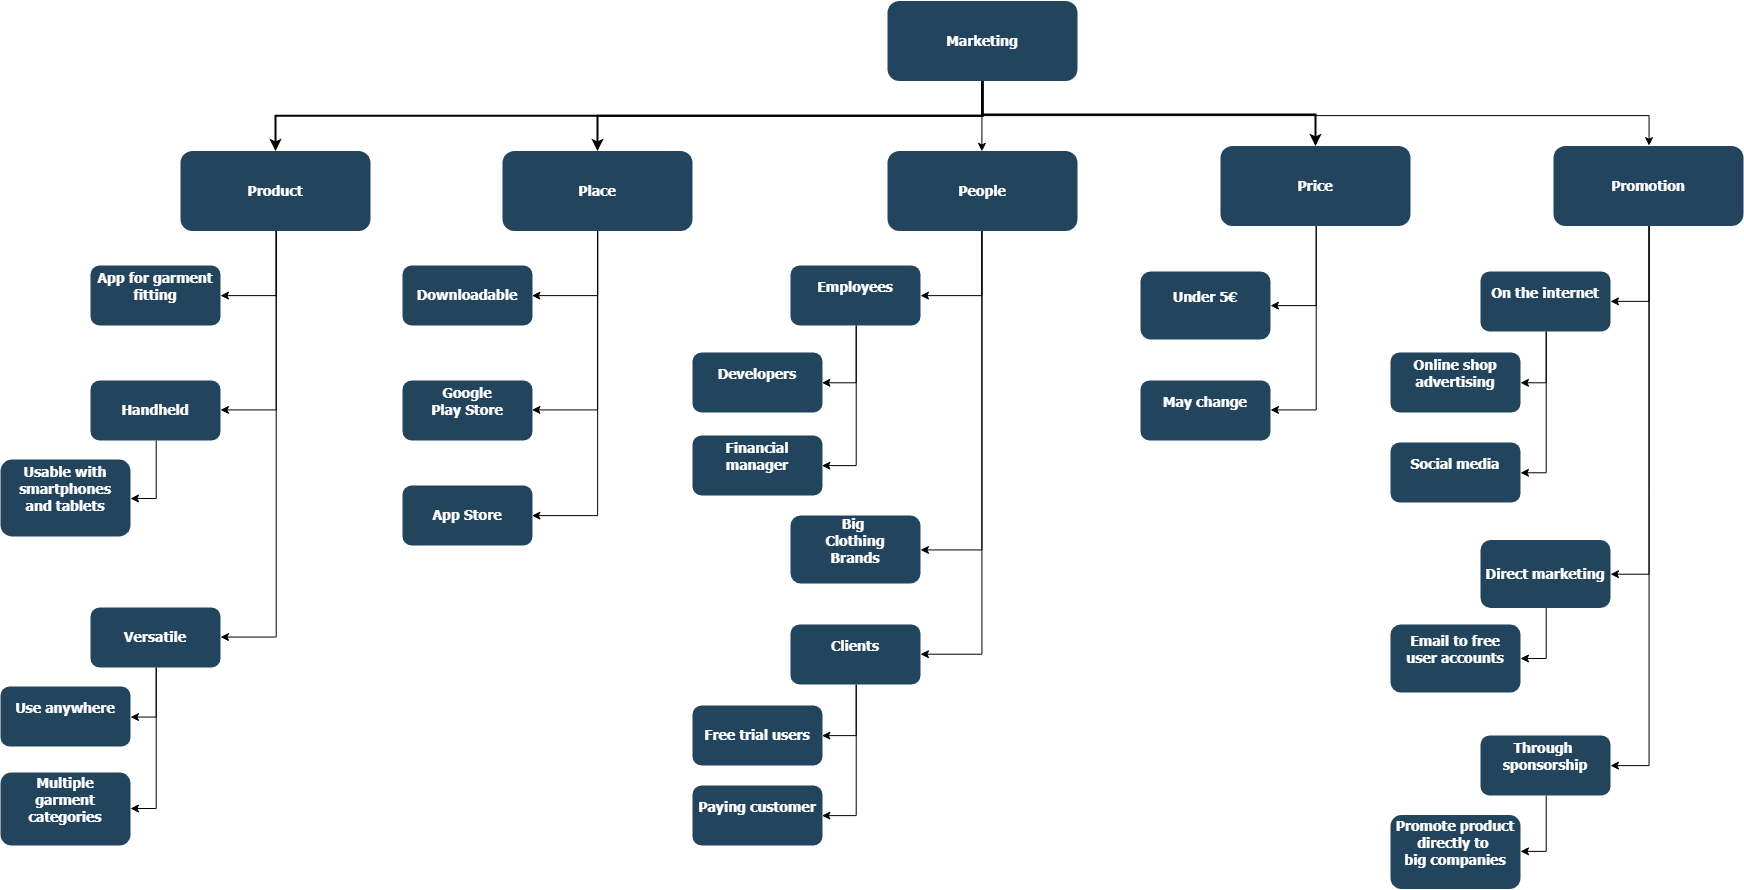 Marketing
Product
Place
People
Price
Promotion
App for garment
fitting
Handheld
Usable with
smartphones
and tablets
Versatile
Use anywhere
Multiple
garment
categories
Downloadable
Google
Play Store
App Store
Employees
Developers
Financial
manager
Big
Clothing
Brands
Clients
Free trial users
Paying customer
Under 5€
May change
On the internet
Online shop
advertising
Social media
Direct marketing
Email to free
user accounts
Through
sponsorship
Promote product
directly to
big companies